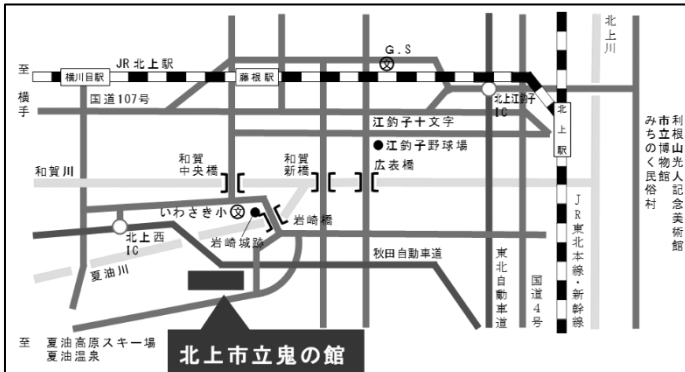 至
横手
横川目駅
JR北上駅
藤根駅
G.S
文
北上川
国道107号
北上江釣子
IC
北上駅
江釣子十文字
江釣子野球場
利根山光人記念美術館
市立博物館
みちのく民俗村
和賀川
和賀
中央橋
和賀
新橋
広表橋
いわさき小
文
岩崎橋
岩崎城跡
北上西
IC
夏油川
秋田自動車道
東北自動車道
国道4号
JR東北本線・新幹線
至 夏油高原スキー場
夏油温泉
北上市立鬼の館